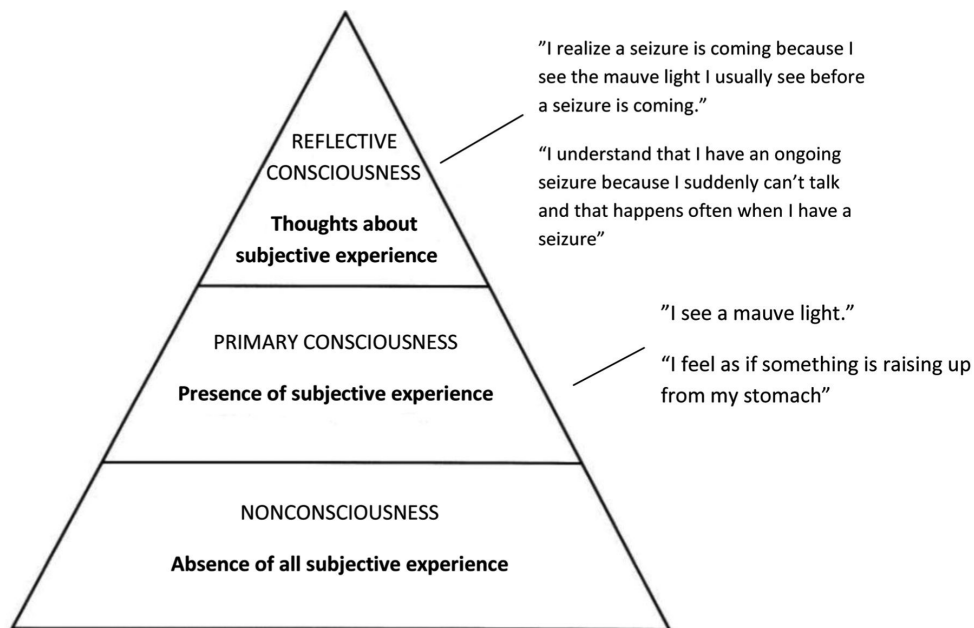 REFLECTIVE
CONSCIOUSNESS
Thoughts about
subjective experience
”I realize a seizure is coming because I
see the mauve light I usually see before
a seizure is coming.”
“I understand that I have an ongoing
seizure because I suddenly can’t talk
and that happens often when I have a
seizure”
PRIMARY CONSCIOUSNESS
Presence of subjective experience
”I see a mauve light.”
“I feel as if something is raising up
from my stomach”
NONCONSCIOUSNESS
Absence of all subjective experience